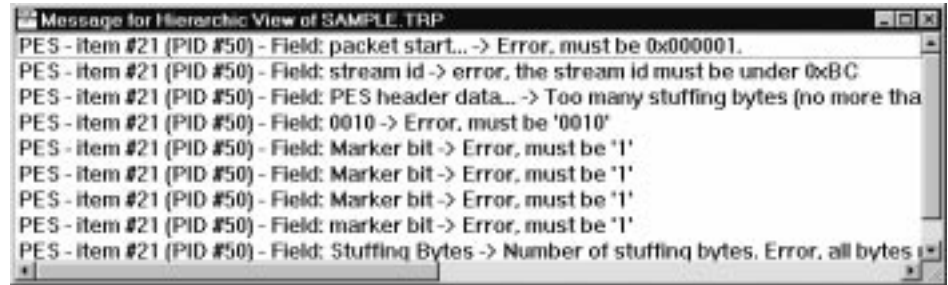 Message for Hierarchic View of SAMPLE.TRP
PES - item #21 (PID #50) - Field: packet start... -> Error, must be 0x000001.
PES - item #21 (PID #50) - Field: stream id -> error, the stream id must be under 0xBC
PES - item #21 (PID #50) - Field: PES header data... -> Too many stuffing bytes (no more tha
PES - item #21 (PID #50) - Field: 0010 -> Error, must be '0010'
PES - item #21 (PID #50) - Field: Marker bit -> Error, must be '1'
PES - item #21 (PID #50) - Field: Marker bit -> Error, must be '1'
PES - item #21 (PID #50) - Field: Marker bit -> Error, must be '1'
PES - item #21 (PID #50) - Field: marker bit -> Error, must be '1'
PES - item #21 (PID #50) - Field: Stuffing Bytes -> Number of stuffing bytes. Error, all bytes